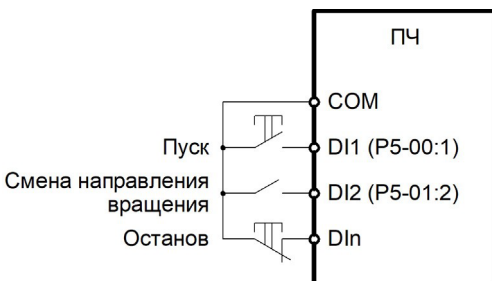 ПЧ
COM
Пуск
DI1 (P5-00:1)
Смена направления
вращения
DI2 (P5-01:2)
Останов
DIn